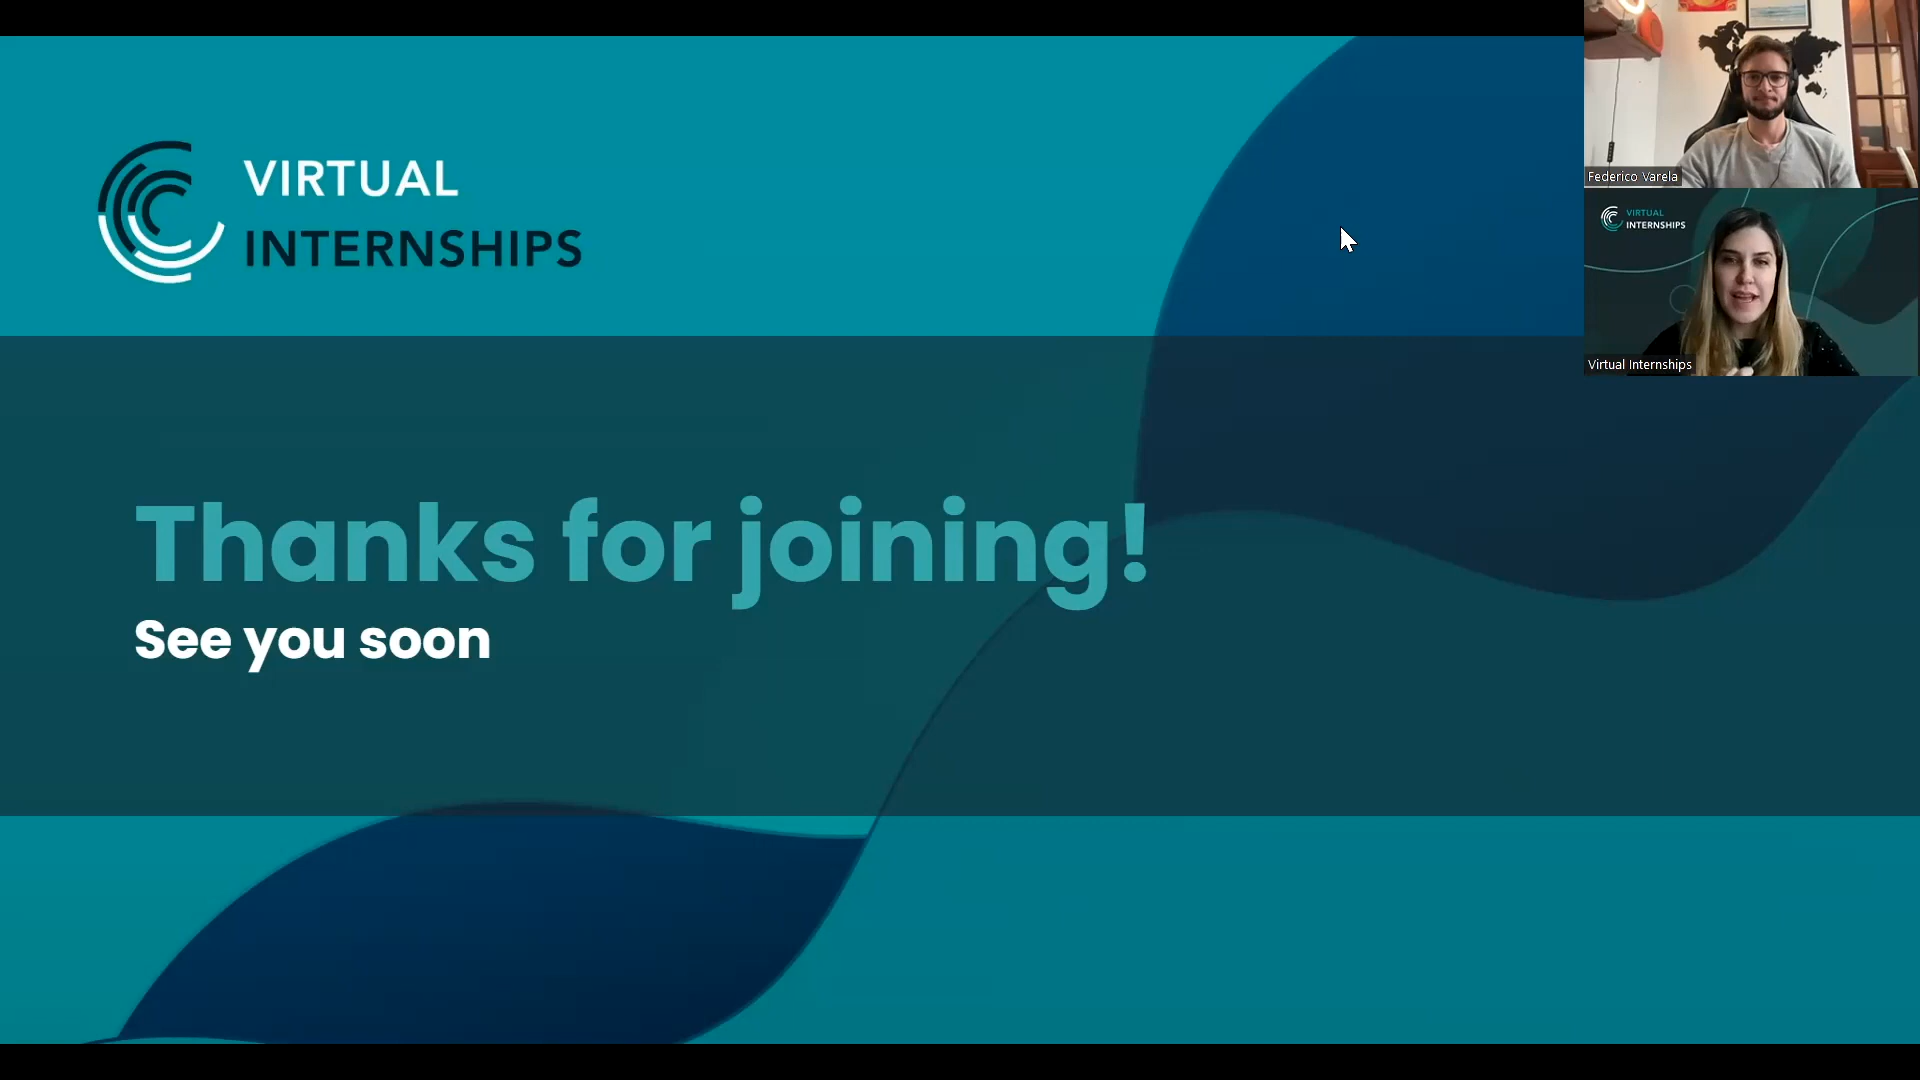 VIRTUAL
INTERNSHIPS
Thanks for joining!
See you soon
Federico Varela
VIRTUAL
INTERNSHIPS
Virtual Internships